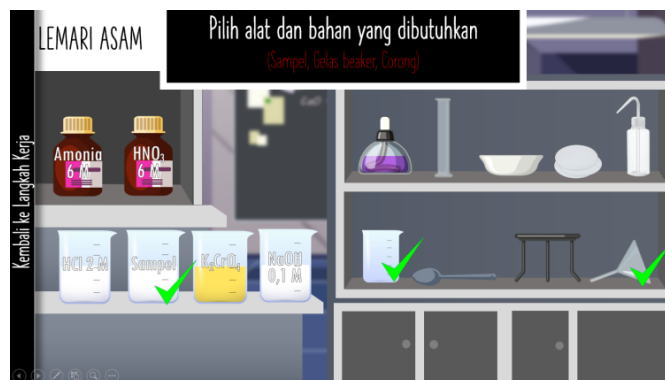 LEMARI ASAM
Pilih alat dan bahan yang dibutuhkan
(Sampel, Gelas beaker, Corong)
Kembali ke Langkah Kerja
Amonia
6 M
HNO₃
6 M
HCl 2 M
Sampel
K₂CrO₄
NaOH
0,1 M